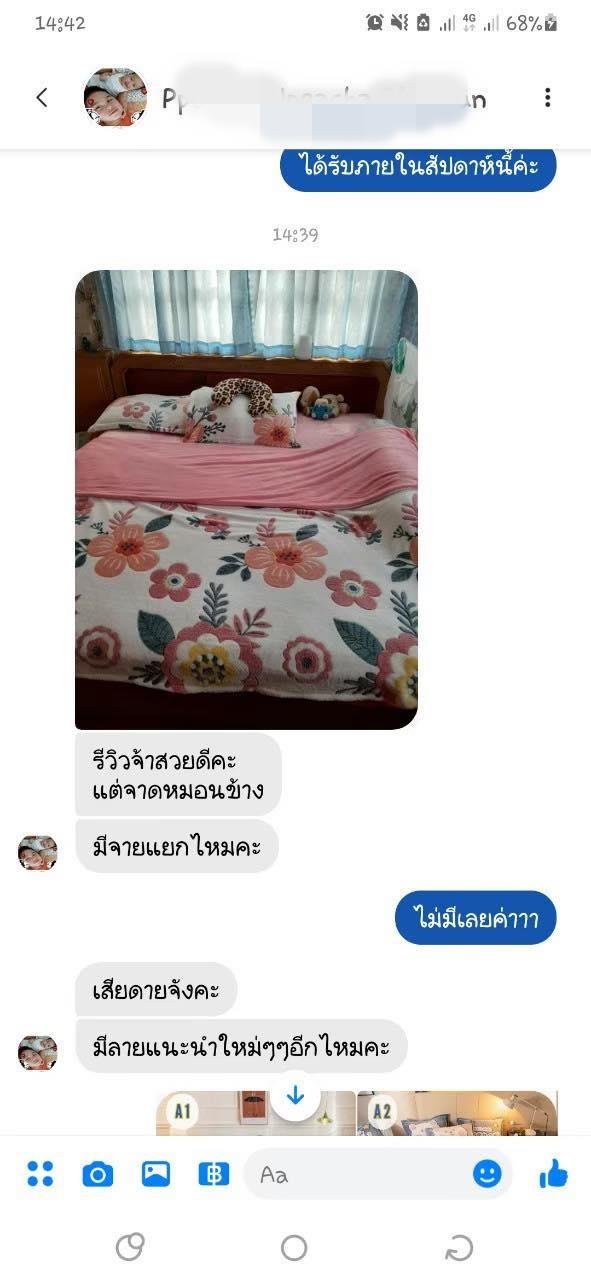 14:42
4G
68%
ได้รับภายในสัปดาห์นี้ค่ะ
14:39
รีวิวจ้าสวยดีคะ
แต่จาดหมอนข้าง
มีจายแยกไหมคะ
ไม่มีเลยค่าาา
เสียดายจังคะ
มีลายแนะนำใหม่ๆๆอีกไหมคะ
A1
A2
Aa